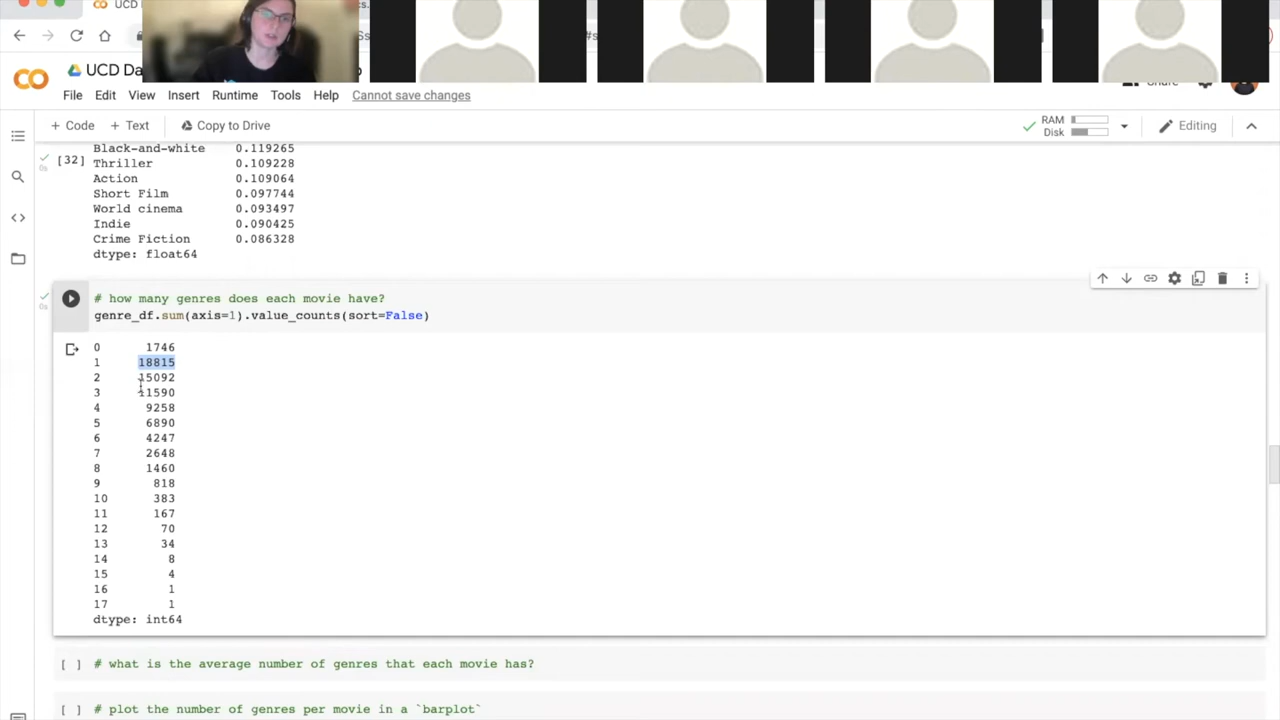 UCD Da
File Edit View Insert Runtime Tools Help Cannot save changes
+ Code + Text Copy to Drive RAM Disk Editing
Black-and-white 0.119265
[32] Thriller 0.109228
Action 0.109064
Short Film 0.097744
World cinema 0.093497
Indie 0.090425
Crime Fiction 0.086328
dtype: float64
# how many genres does each movie have?
genre_df.sum(axis=1).value_counts(sort=False)
0 1746
1 18815
2 15092
3 11590
4 9258
5 6890
6 4247
7 2648
8 1460
9 818
10 383
11 167
12 70
13 34
14 8
15 4
16 1
17 1
dtype: int64
[ ] # what is the average number of genres that each movie has?
[ ] # plot the number of genres per movie in a `barplot`